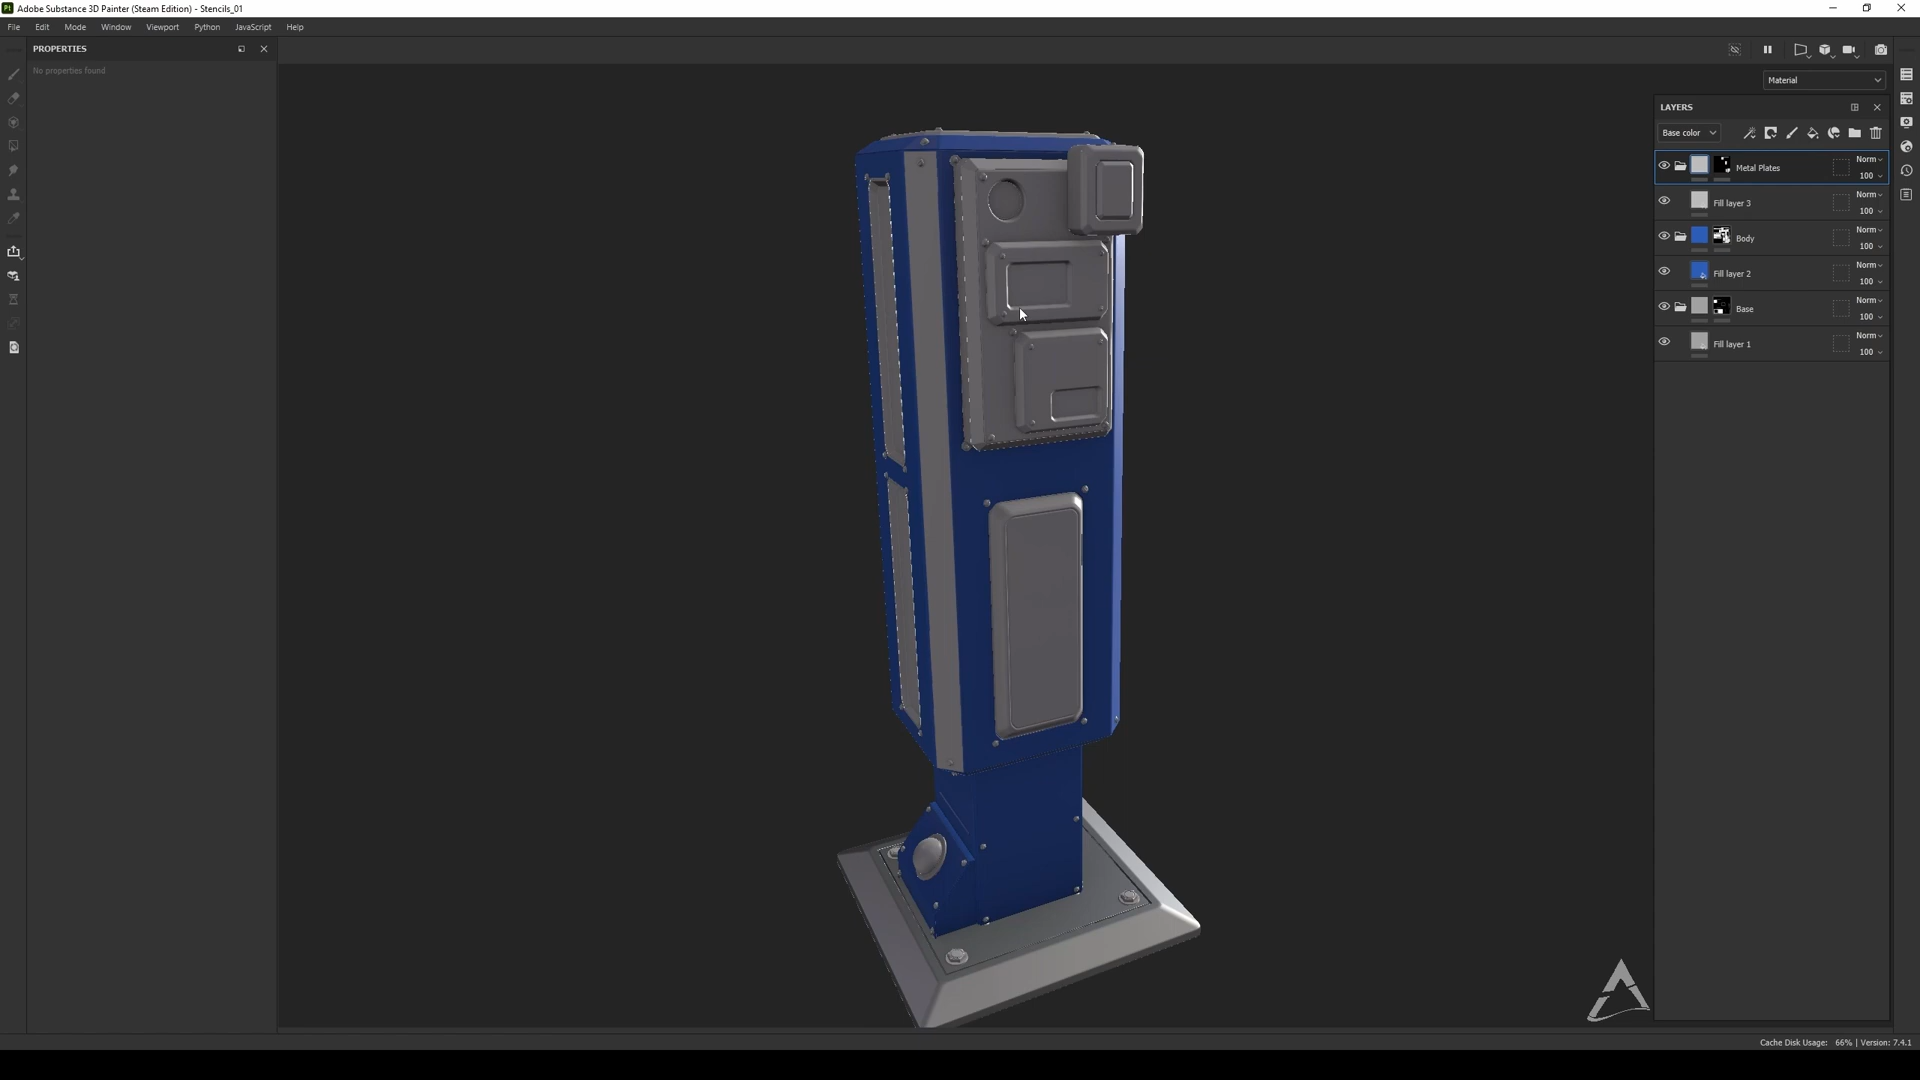 Adobe Substance 3D Painter (Steam Edition) - Stencils_01
File Edit Mode Window Viewport Python JavaScript Help
PROPERTIES
No properties found
Material
LAYERS
Base color
Metal Plates Norm
100
Fill layer 3 Norm
100
Body Norm
100
Fill layer 2 Norm
100
Base Norm
100
Fill layer 1 Norm
100
Cache Disk Usage: 66% | Version: 7.4.1